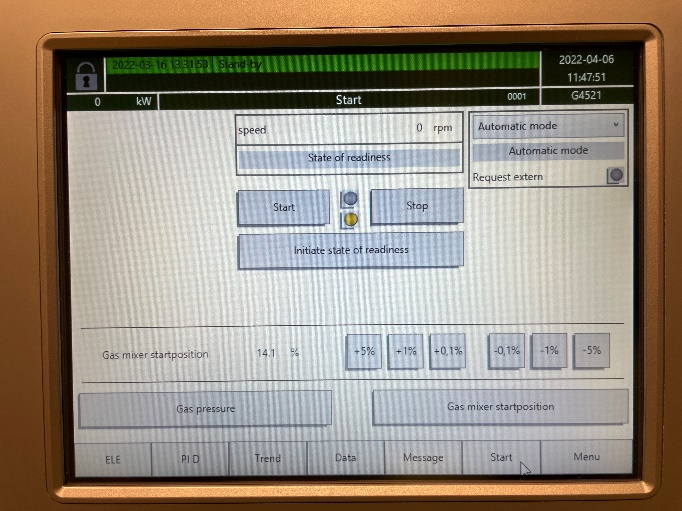 2022-03-16 13:31:53 Stand-by
2022-04-06
11:47:51
0 kW Start 0001 G4521
speed 0 rpm
State of readiness
Automatic mode
Automatic mode
Request extern
Start Stop
Initiate state of readiness
Gas mixer startposition 14.1 % +5% +1% +0,1% -0,1% -1% -5%
Gas pressure Gas mixer startposition
ELE PID Trend Data Message Start Menu